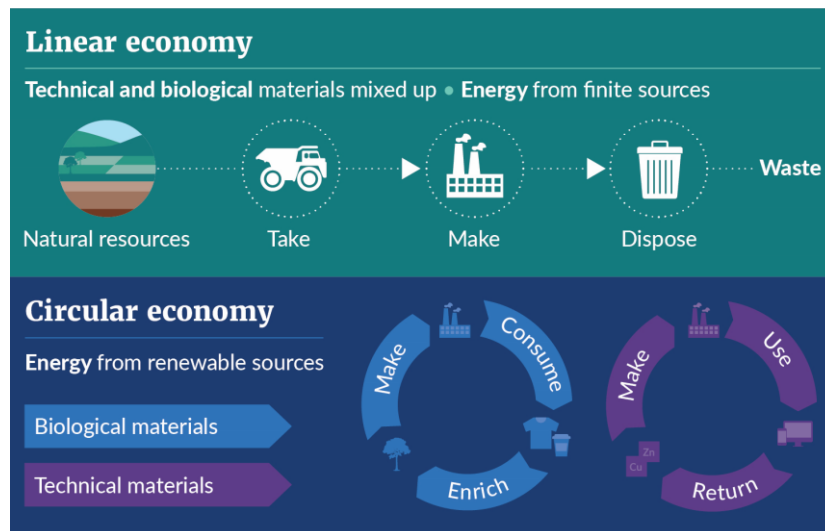 Linear economy
Technical and biological materials mixed up • Energy from finite sources
Waste
Natural resources
Take
Make
Dispose
Circular economy
Energy from renewable sources
Biological materials
Technical materials
Make
Consume
Enrich
Make
Use
Zn
Cu
Return